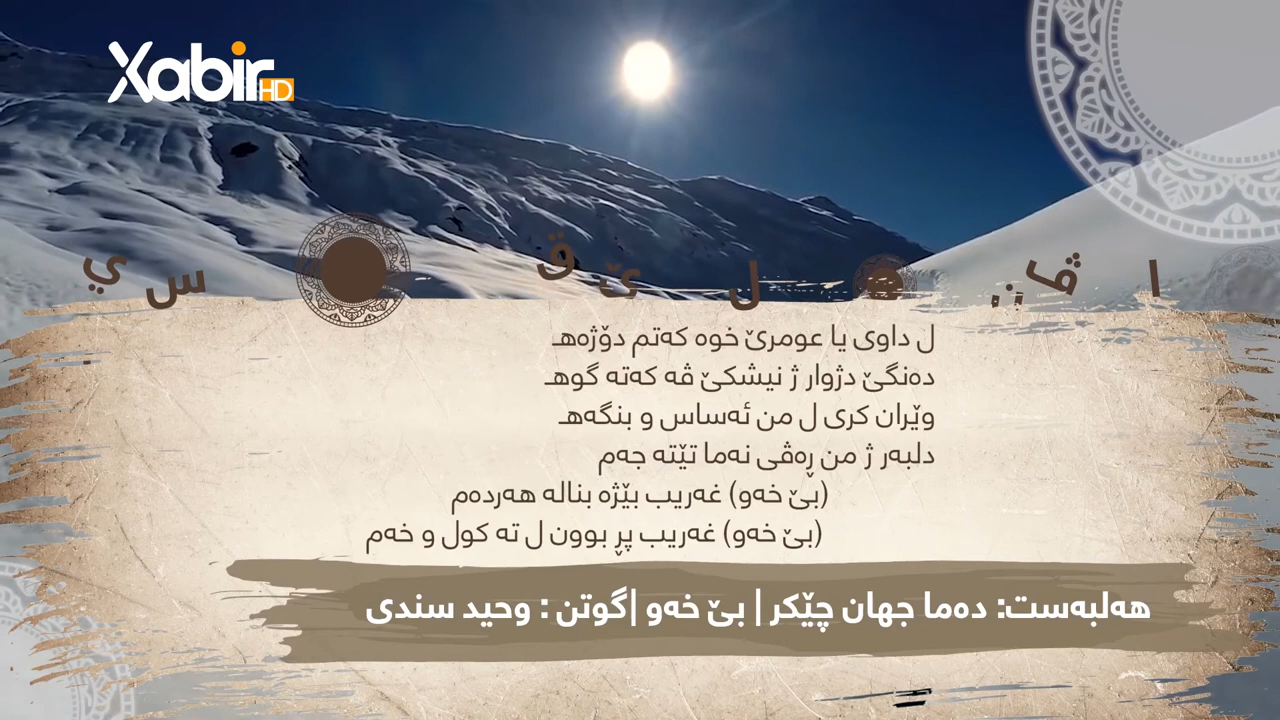 Xabir HD
ا ڤ ن ە ل ێ ق س ي
ل داوی یا عومرێ خوە کەتم دۆژەهـ
دەنگێ دژوار ژ نیشکێ ڤە کەتە گوهـ
وێران کری ل من ئەساس و بنگەهـ
دلبەر ژ من ڕەڤی نەما تێتە جەم
(بێ خەو) غەریب بێژە بنالە هەردەم
(بێ خەو) غەریب پڕ بوون ل تە کول و خەم
هەلبەست: دەما جهان چێکر | بێ خەو |گوتن : وحید سندی